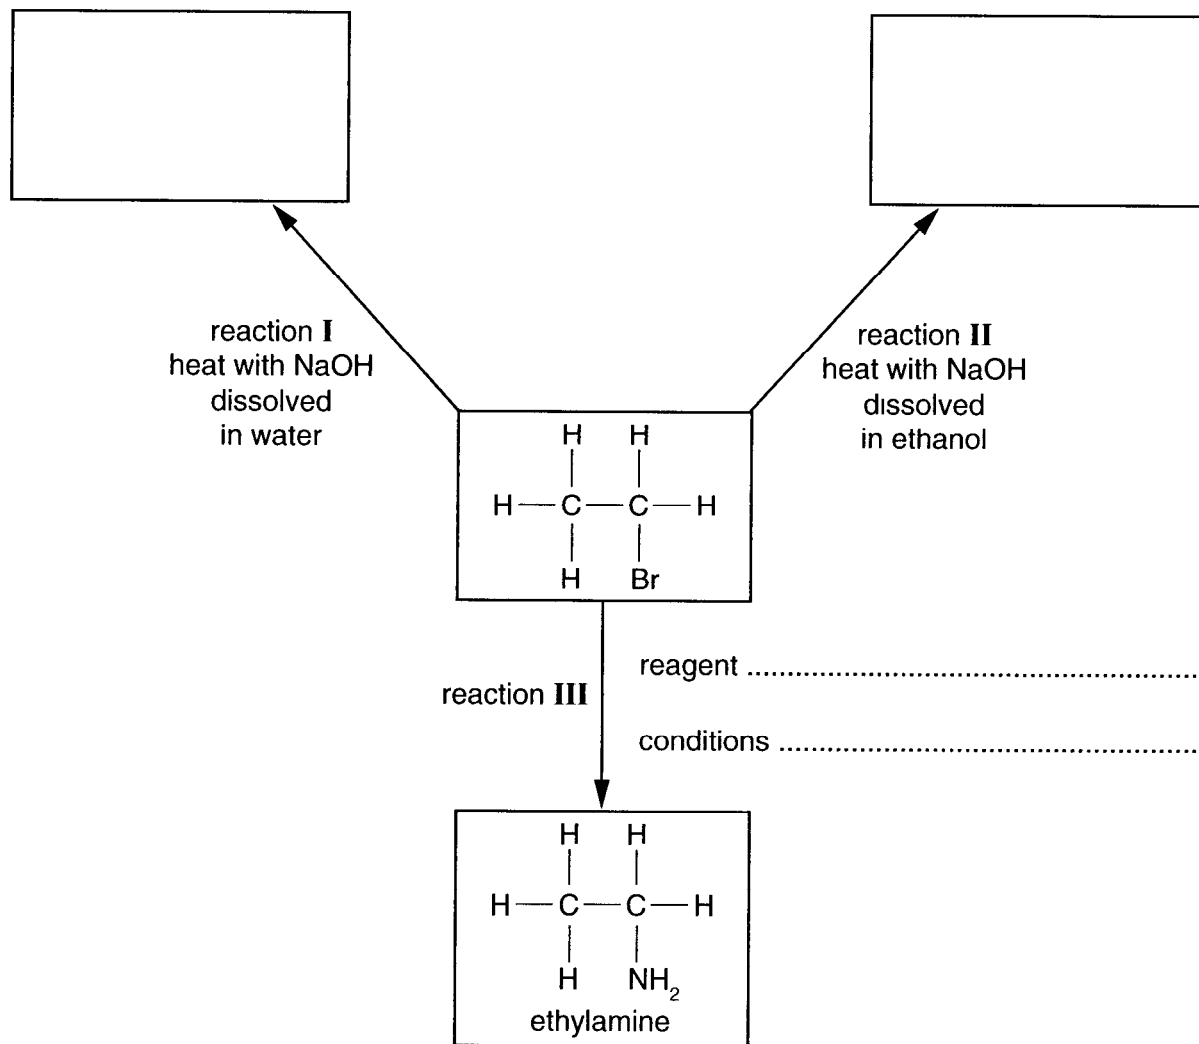 reaction I
heat with NaOH
dissolved
in water
reaction II
heat with NaOH
dissolved
in ethanol
H H
H C C H
H Br
reaction III
reagent ..........................................................
conditions ......................................................
H H
H C C H
H NH₂
ethylamine